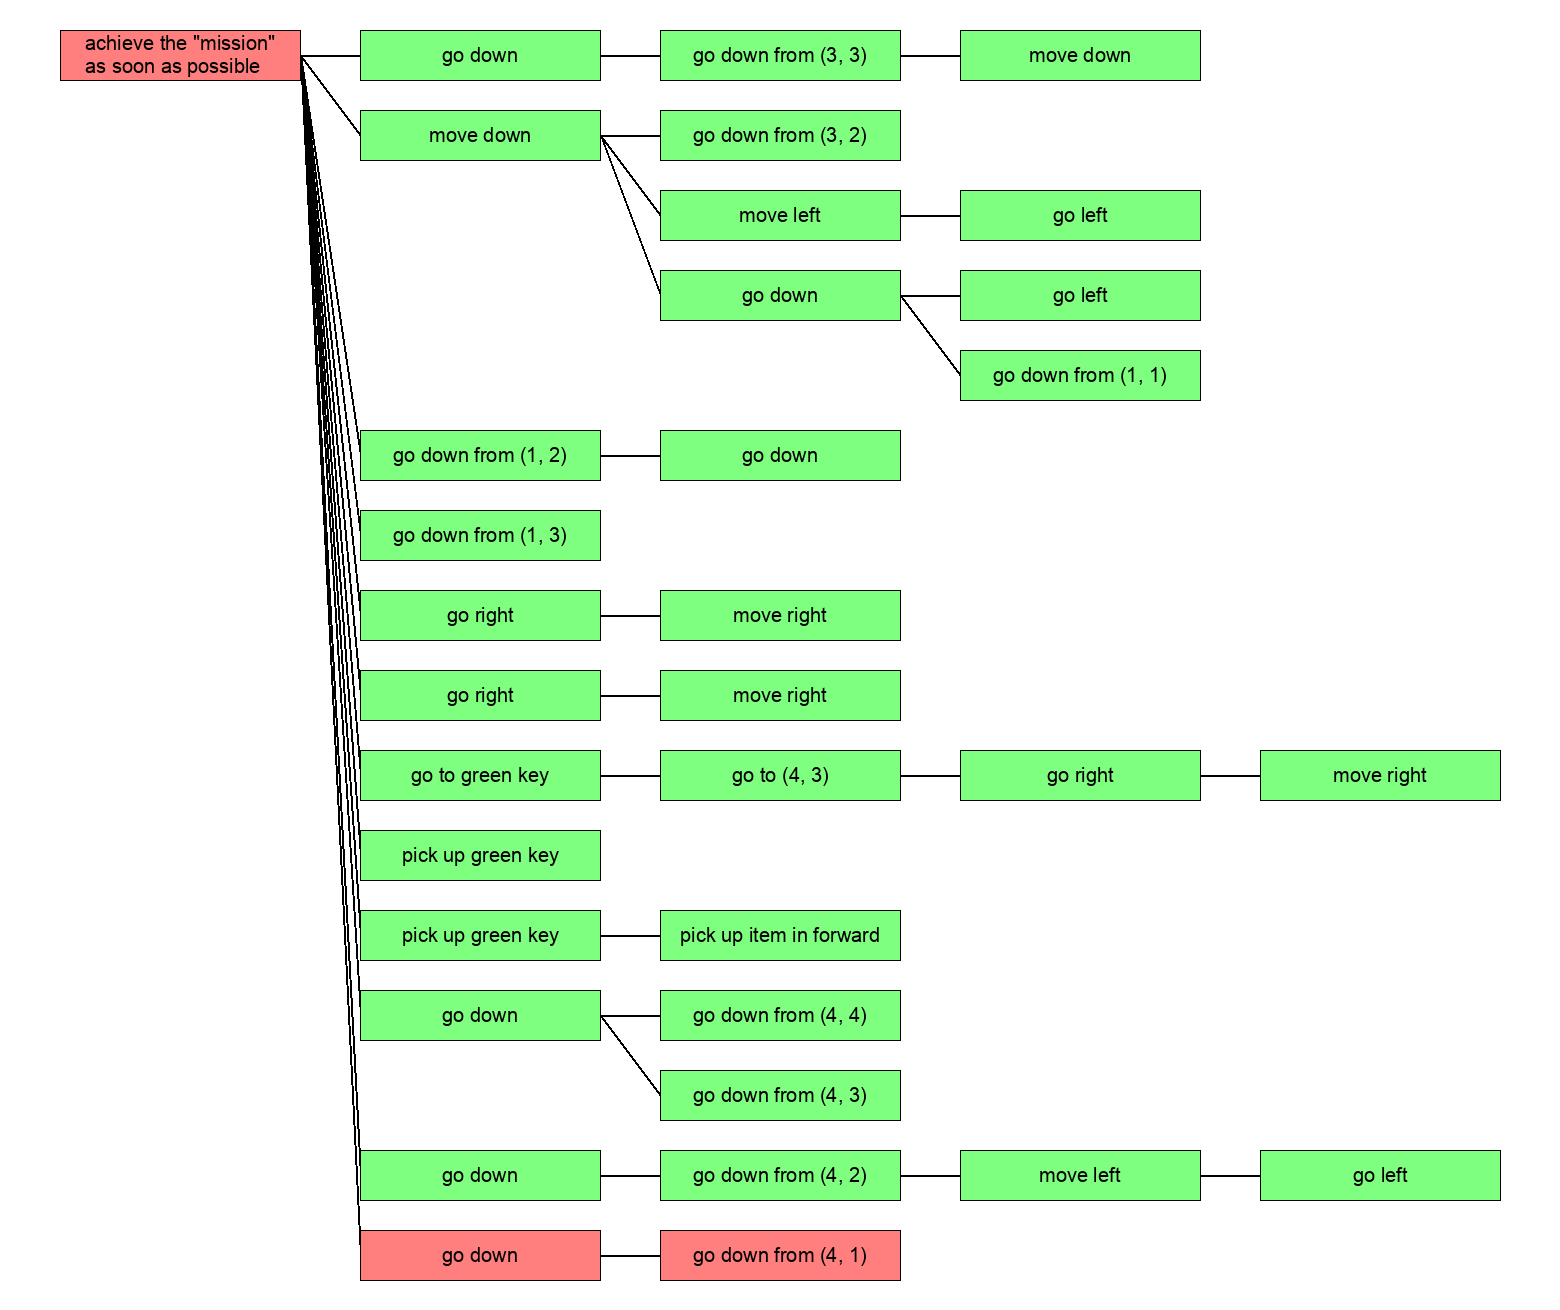 achieve the "mission"
as soon as possible
go down
go down from (3, 3)
move down
move down
go down from (3, 2)
move left
go left
go down
go left
go down from (1, 1)
go down from (1, 2)
go down
go down from (1, 3)
go right
move right
go right
move right
go to green key
go to (4, 3)
go right
move right
pick up green key
pick up green key
pick up item in forward
go down
go down from (4, 4)
go down from (4, 3)
go down
go down from (4, 2)
move left
go left
go down
go down from (4, 1)